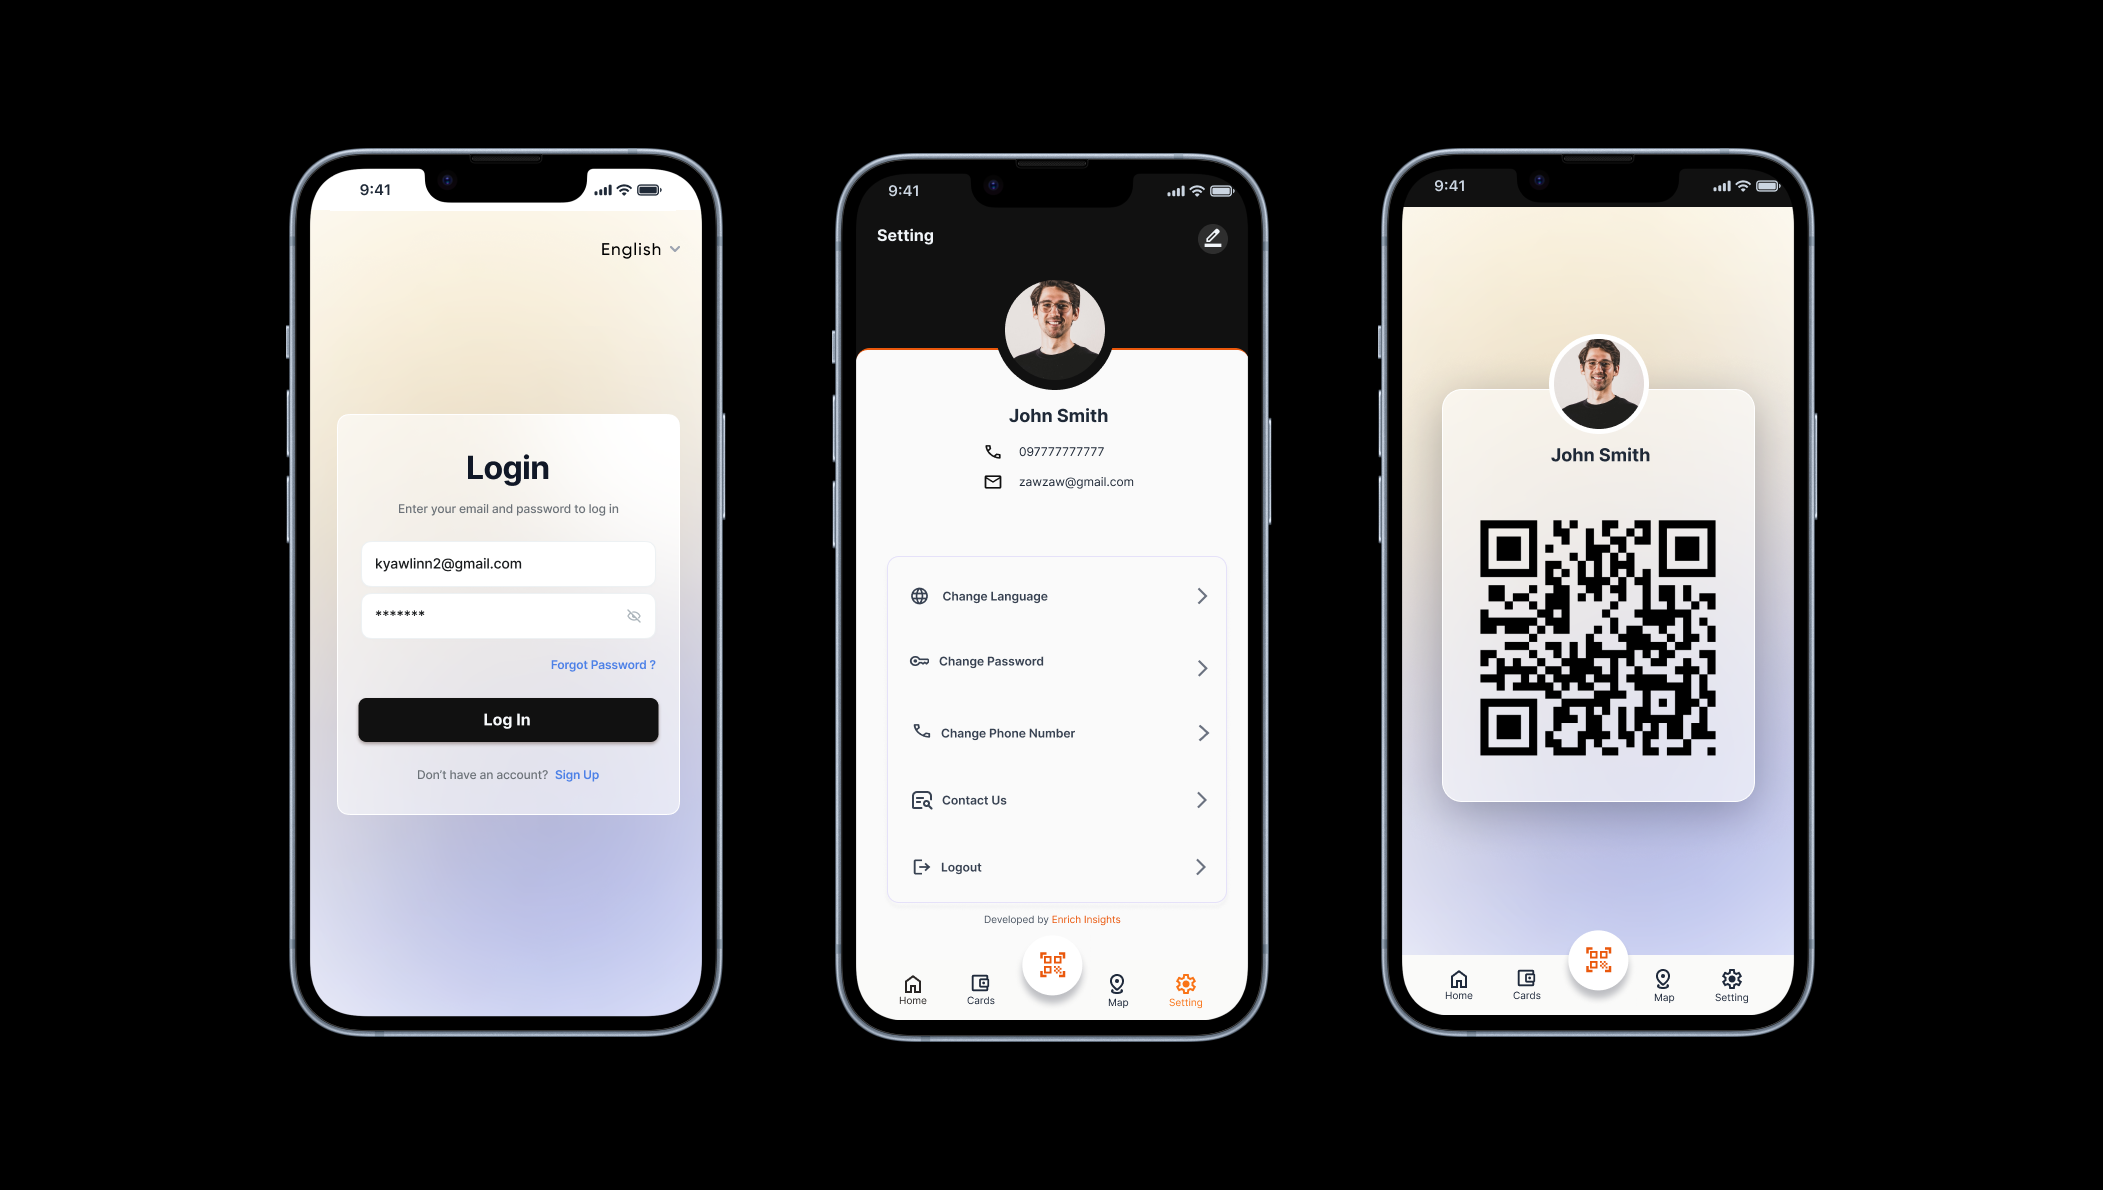 9:41
English
Login
Enter your email and password to log in
kyawlinn2@gmail.com
*******
Forgot Password ?
Log In
Don't have an account? Sign Up
9:41
Setting
John Smith
097777777777
zawzaw@gmail.com
Change Language
Change Password
Change Phone Number
Contact Us
Logout
Developed by Enrich Insights
Home
Cards
Map
Setting
9:41
John Smith
Home
Cards
Map
Setting